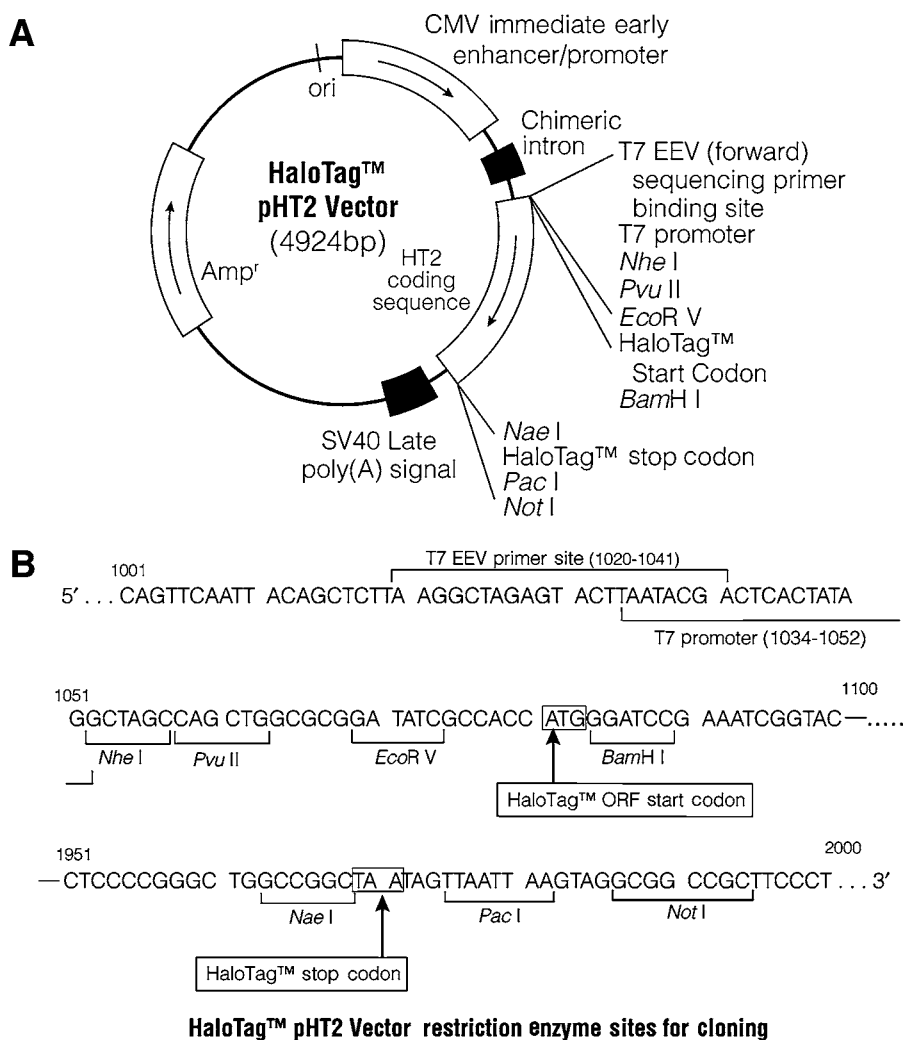 A
CMV immediate early
enhancer/promoter
ori
Chimeric
intron
HaloTag™
pHT2 Vector
(4924bp)
T7 EEV (forward)
sequencing primer
binding site
T7 promoter
Nhe I
Pvu II
EcoR V
HaloTag™
Start Codon
BamH I
HT2
coding
sequence
Ampʳ
SV40 Late
poly(A) signal
Nae I
HaloTag™ stop codon
Pac I
Not I
B
T7 EEV primer site (1020-1041)
1001
5′ . . . CAGTTCAATT ACAGCTCTTA AGGCTAGAGT ACTTAATACG ACTCACTATA
T7 promoter (1034-1052)
1051 1100
GGCTAGCCAG CTGGCGCGGA TATCGCCACC ATGGGATCCG AAATCGGTAC—.....
Nhe I Pvu II EcoR V BamH I
HaloTag™ ORF start codon
1951 2000
—CTCCCCGGGC TGGCCGGCTA ATAGTTAATT AAGTAGGCGG CCGCTTCCCT . . . 3′
Nae I Pac I Not I
HaloTag™ stop codon
HaloTag™ pHT2 Vector restriction enzyme sites for cloning